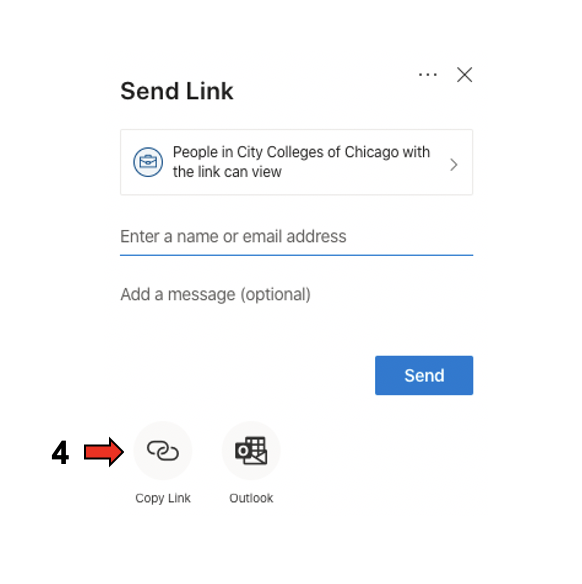 Send Link
People in City Colleges of Chicago with
the link can view
Enter a name or email address
Add a message (optional)
Send
4
Copy Link
Outlook